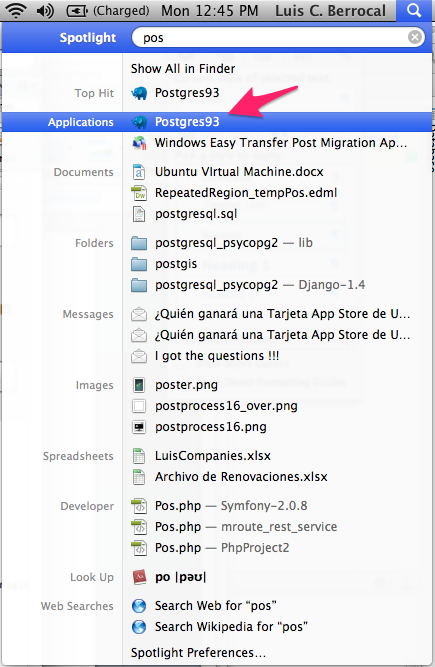 (Charged) Mon 12:45 PM Luis C. Berrocal
Spotlight pos
Show All in Finder
Top Hit Postgres93
Applications Postgres93
Windows Easy Transfer Post Migration Ap...
Documents Ubuntu VIrtual Machine.docx
RepeatedRegion_tempPos.edml
postgresql.sql
Folders postgresql_psycopg2 — lib
postgis
postgresql_psycopg2 — Django-1.4
Messages ¿Quién ganará una Tarjeta App Store de U...
¿Quién ganará una Tarjeta App Store de U...
I got the questions !!!
Images poster.png
postprocess16_over.png
postprocess16.png
Spreadsheets LuisCompanies.xlsx
Archivo de Renovaciones.xlsx
Developer Pos.php — Symfony-2.0.8
Pos.php — mroute_rest_service
Pos.php — PhpProject2
Look Up po |pəʊ|
Web Searches Search Web for “pos”
Search Wikipedia for “pos”
Spotlight Preferences...